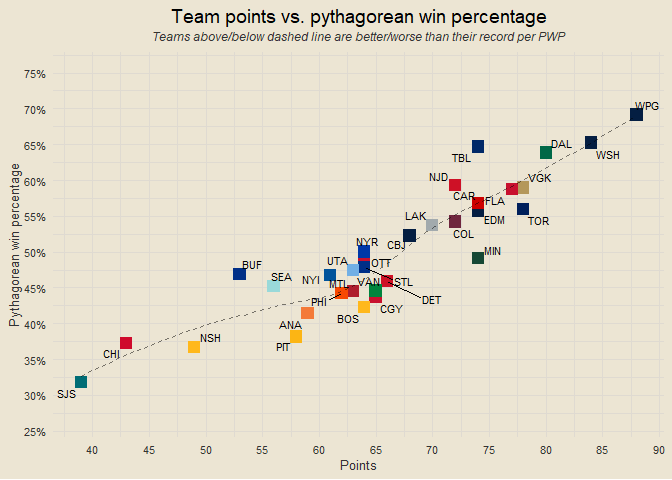 Team points vs. pythagorean win percentage
Teams above/below dashed line are better/worse than their record per PWP
Pythagorean win percentage
75%
70%
65%
60%
55%
50%
45%
40%
35%
30%
25%
WPG
DAL
WSH
TBL
NJD
VGK
CAR
FLA
LAK
EDM
TOR
COL
NYR
CBJ
MIN
UTA
OTT
BUF
SEA
NYI
MTL
VAN
STL
DET
PHI
CGY
BOS
ANA
NSH
PIT
CHI
SJS
40 45 50 55 60 65 70 75 80 85 90
Points